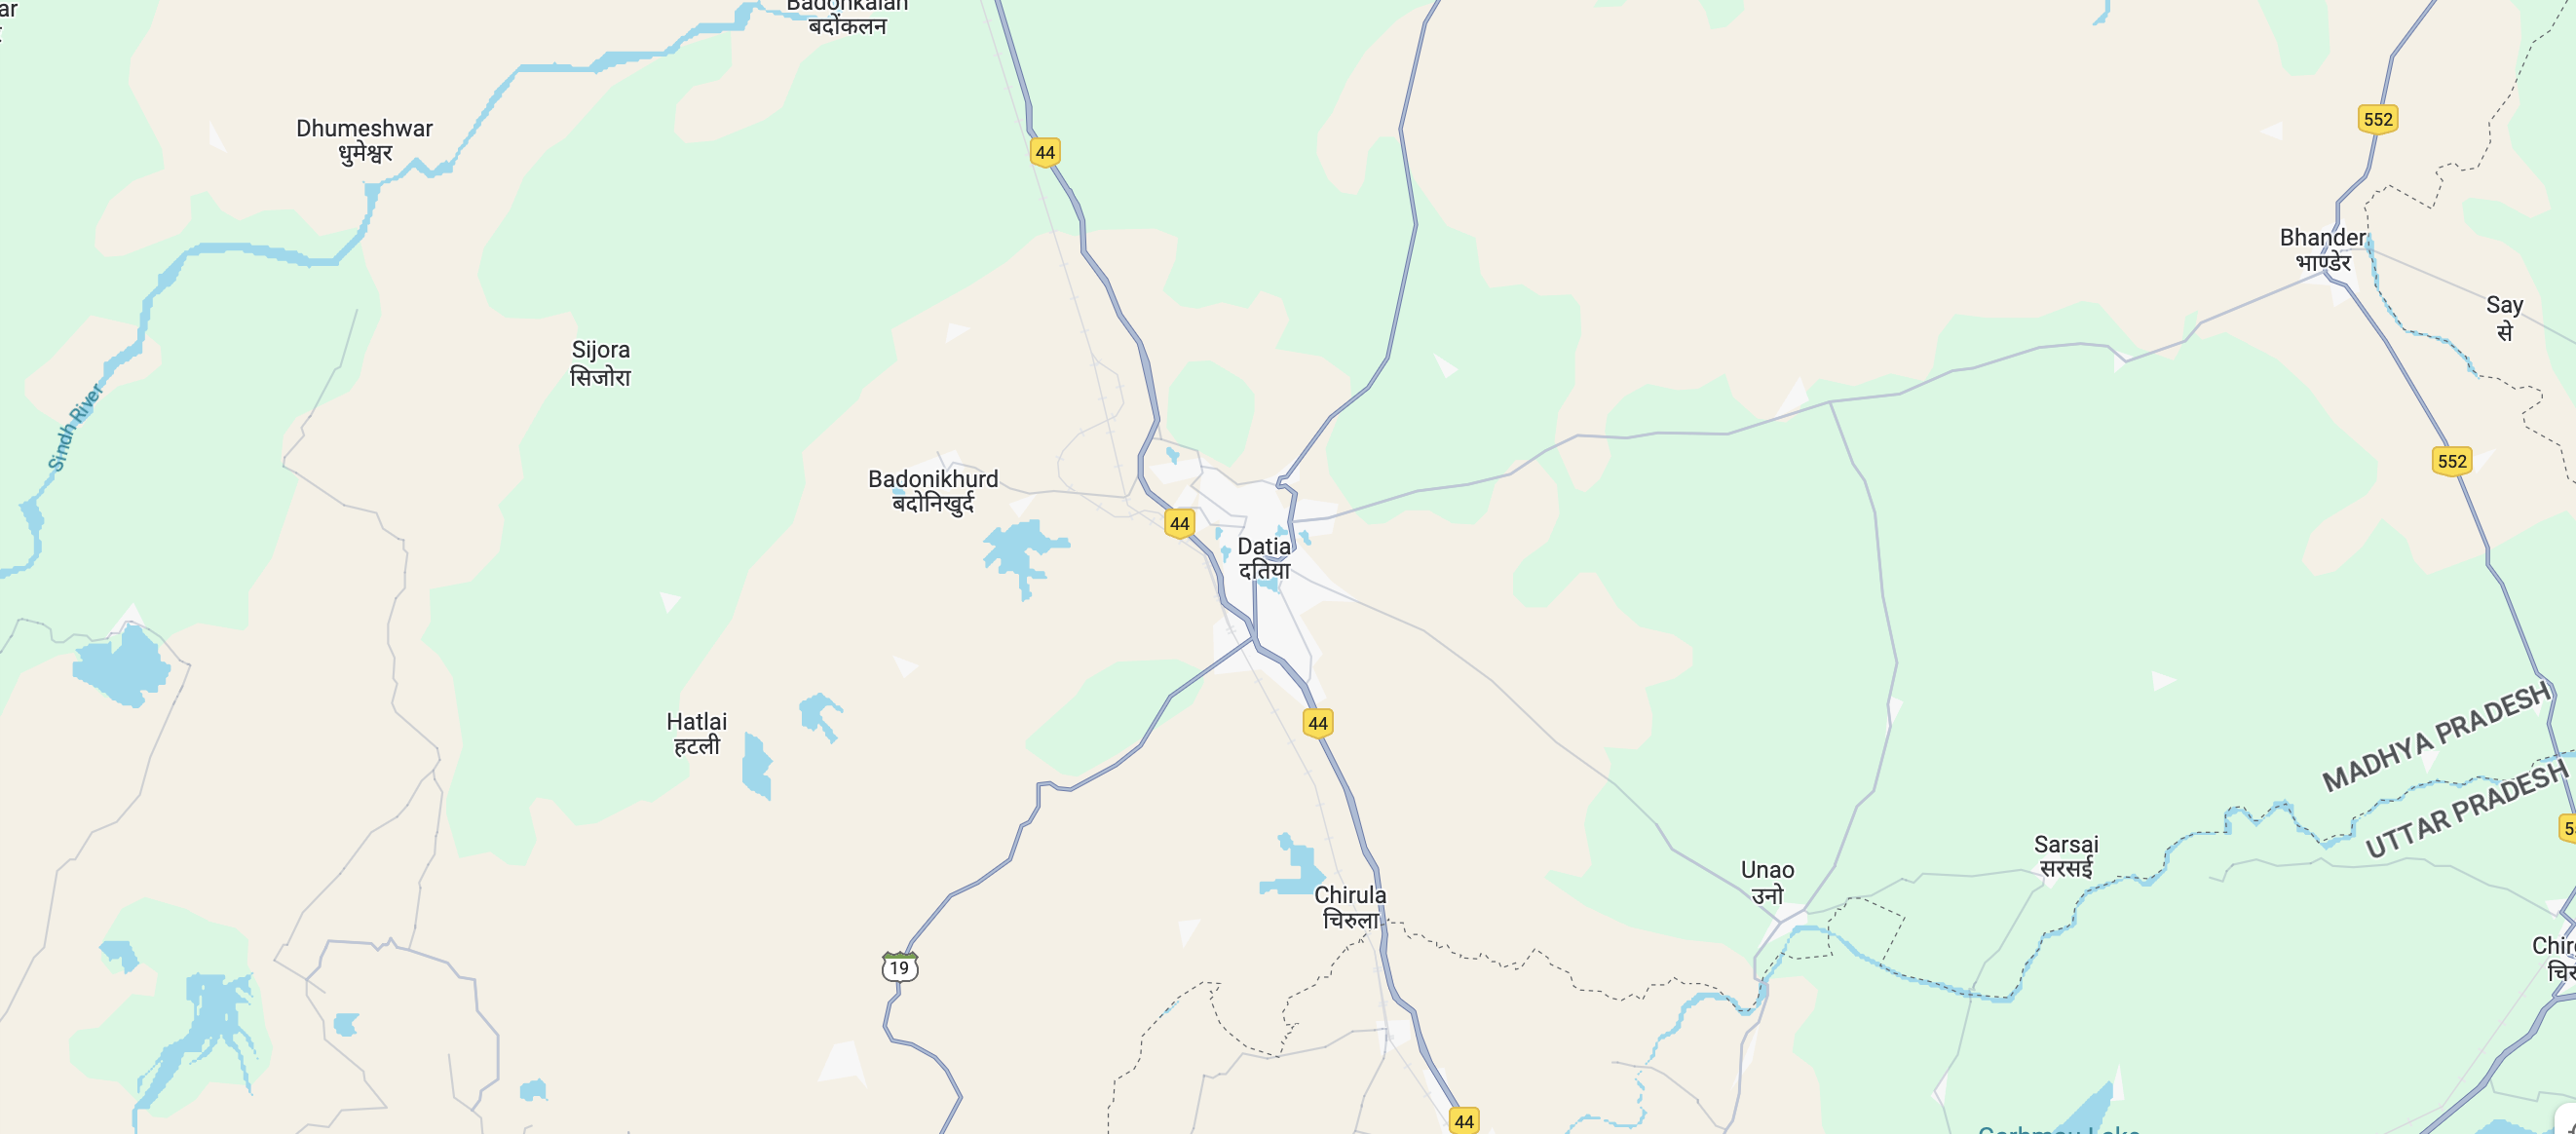 Badonkalan
बदोंकलन
Dhumeshwar
धुमेश्वर
44
552
Bhander
भाण्डेर
Say
से
Sijora
सिजोरा
Sindh River
552
Badonikhurd
बदोनिखुर्द
44
Datia
दतिया
Hatlai
हटली
44
MADHYA PRADESH
UTTAR PRADESH
Sarsai
सरसई
Unao
उनो
Chirula
चिरुला
19
44